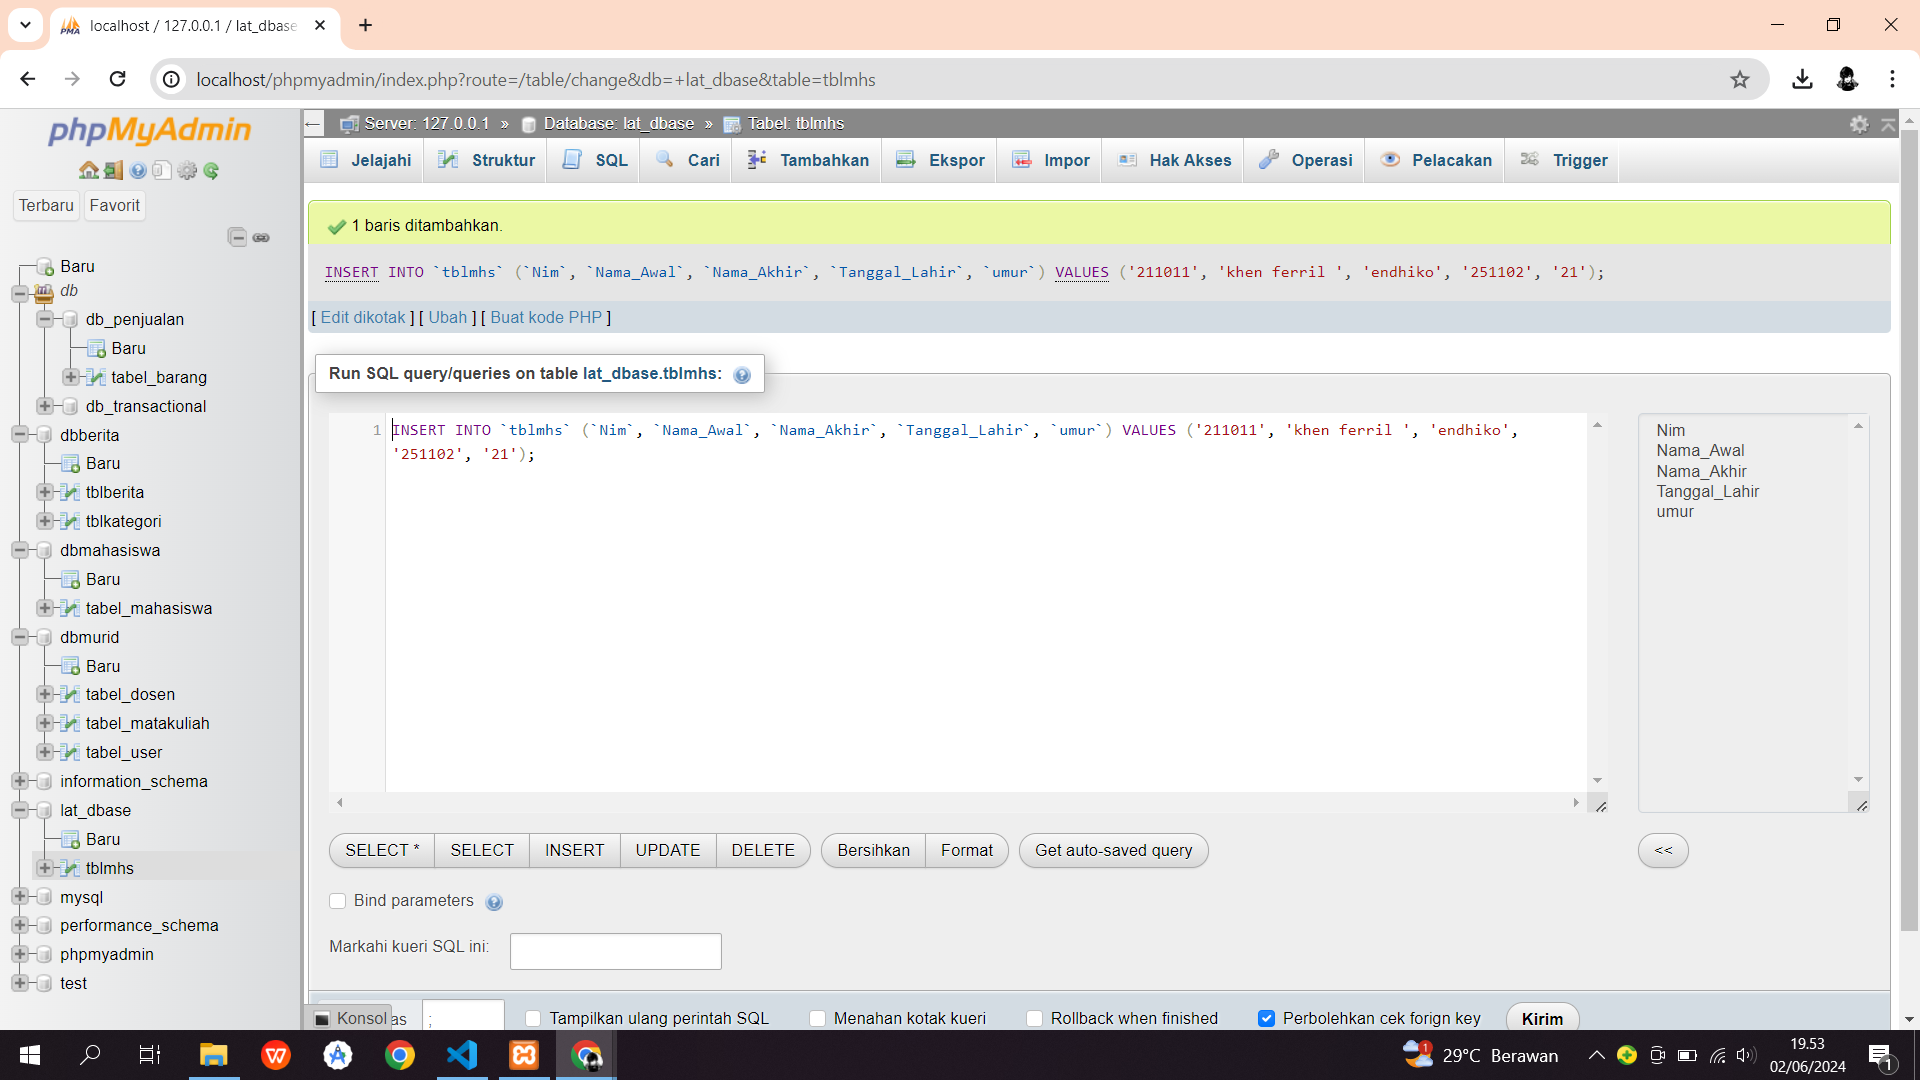 localhost / 127.0.0.1 / lat_dbase
localhost/phpmyadmin/index.php?route=/table/change&db=+lat_dbase&table=tblmhs
phpMyAdmin
Terbaru Favorit
Baru
db
db_penjualan
Baru
tabel_barang
db_transactional
dbberita
Baru
tblberita
tblkategori
dbmahasiswa
Baru
tabel_mahasiswa
dbmurid
Baru
tabel_dosen
tabel_matakuliah
tabel_user
information_schema
lat_dbase
Baru
tblmhs
mysql
performance_schema
phpmyadmin
test
Server: 127.0.0.1 » Database: lat_dbase » Tabel: tblmhs
Jelajahi Struktur SQL Cari Tambahkan Ekspor Impor Hak Akses Operasi Pelacakan Trigger
1 baris ditambahkan.
INSERT INTO `tblmhs` (`Nim`, `Nama_Awal`, `Nama_Akhir`, `Tanggal_Lahir`, `umur`) VALUES ('211011', 'khen ferril ', 'endhiko', '251102', '21');
[ Edit dikotak ] [ Ubah ] [ Buat kode PHP ]
Run SQL query/queries on table lat_dbase.tblmhs:
1 INSERT INTO `tblmhs` (`Nim`, `Nama_Awal`, `Nama_Akhir`, `Tanggal_Lahir`, `umur`) VALUES ('211011', 'khen ferril ', 'endhiko',
'251102', '21');
Nim
Nama_Awal
Nama_Akhir
Tanggal_Lahir
umur
SELECT * SELECT INSERT UPDATE DELETE Bersihkan Format Get auto-saved query <<
Bind parameters
Markahi kueri SQL ini:
Konsol as ; Tampilkan ulang perintah SQL Menahan kotak kueri Rollback when finished Perbolehkan cek forign key Kirim
1 29°C Berawan
19.53
02/06/2024
1